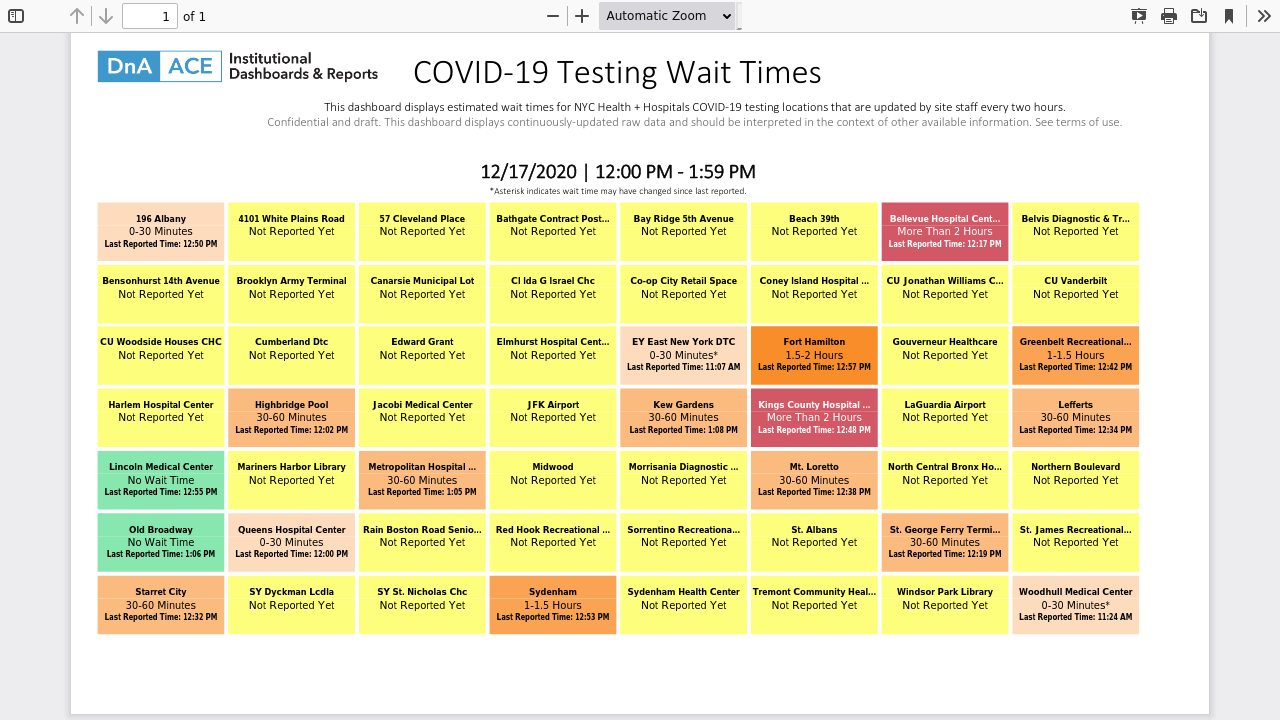 1 of 1
Automatic Zoom
DnA ACE Institutional
Dashboards & Reports
COVID-19 Testing Wait Times
This dashboard displays estimated wait times for NYC Health + Hospitals COVID-19 testing locations that are updated by site staff every two hours.
Confidential and draft. This dashboard displays continuously-updated raw data and should be interpreted in the context of other available information. See terms of use.
12/17/2020 | 12:00 PM - 1:59 PM
*Asterisk indicates wait time may have changed since last reported.
196 Albany
0-30 Minutes
Last Reported Time: 12:50 PM
4101 White Plains Road
Not Reported Yet
57 Cleveland Place
Not Reported Yet
Bathgate Contract Post...
Not Reported Yet
Bay Ridge 5th Avenue
Not Reported Yet
Beach 39th
Not Reported Yet
Bellevue Hospital Cent...
More Than 2 Hours
Last Reported Time: 12:17 PM
Belvis Diagnostic & Tr...
Not Reported Yet
Bensonhurst 14th Avenue
Not Reported Yet
Brooklyn Army Terminal
Not Reported Yet
Canarsie Municipal Lot
Not Reported Yet
Cl Ida G Israel Chc
Not Reported Yet
Co-op City Retail Space
Not Reported Yet
Coney Island Hospital ...
Not Reported Yet
CU Jonathan Williams C...
Not Reported Yet
CU Vanderbilt
Not Reported Yet
CU Woodside Houses CHC
Not Reported Yet
Cumberland Dtc
Not Reported Yet
Edward Grant
Not Reported Yet
Elmhurst Hospital Cent...
Not Reported Yet
EY East New York DTC
0-30 Minutes*
Last Reported Time: 11:07 AM
Fort Hamilton
1.5-2 Hours
Last Reported Time: 12:57 PM
Gouverneur Healthcare
Not Reported Yet
Greenbelt Recreational...
1-1.5 Hours
Last Reported Time: 12:42 PM
Harlem Hospital Center
Not Reported Yet
Highbridge Pool
30-60 Minutes
Last Reported Time: 12:02 PM
Jacobi Medical Center
Not Reported Yet
JFK Airport
Not Reported Yet
Kew Gardens
30-60 Minutes
Last Reported Time: 1:08 PM
Kings County Hospital ...
More Than 2 Hours
Last Reported Time: 12:48 PM
LaGuardia Airport
Not Reported Yet
Lefferts
30-60 Minutes
Last Reported Time: 12:34 PM
Lincoln Medical Center
No Wait Time
Last Reported Time: 12:55 PM
Mariners Harbor Library
Not Reported Yet
Metropolitan Hospital ...
30-60 Minutes
Last Reported Time: 1:05 PM
Midwood
Not Reported Yet
Morrisania Diagnostic ...
Not Reported Yet
Mt. Loretto
30-60 Minutes
Last Reported Time: 12:38 PM
North Central Bronx Ho...
Not Reported Yet
Northern Boulevard
Not Reported Yet
Old Broadway
No Wait Time
Last Reported Time: 1:06 PM
Queens Hospital Center
0-30 Minutes
Last Reported Time: 12:00 PM
Rain Boston Road Senio...
Not Reported Yet
Red Hook Recreational ...
Not Reported Yet
Sorrentino Recreationa...
Not Reported Yet
St. Albans
Not Reported Yet
St. George Ferry Termi...
30-60 Minutes
Last Reported Time: 12:19 PM
St. James Recreational...
Not Reported Yet
Starret City
30-60 Minutes
Last Reported Time: 12:32 PM
SY Dyckman Lcdla
Not Reported Yet
SY St. Nicholas Chc
Not Reported Yet
Sydenham
1-1.5 Hours
Last Reported Time: 12:53 PM
Sydenham Health Center
Not Reported Yet
Tremont Community Heal...
Not Reported Yet
Windsor Park Library
Not Reported Yet
Woodhull Medical Center
0-30 Minutes*
Last Reported Time: 11:24 AM